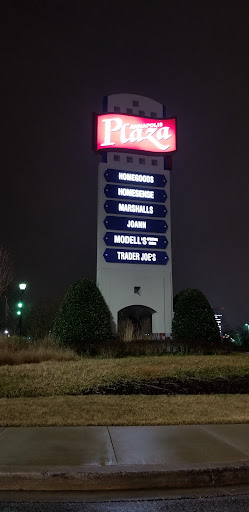 ANNAPOLIS
Plaza
HOMEGOODS
HOMESENSE
MARSHALLS
JOANN
MODELL'S
TRADER JOE'S